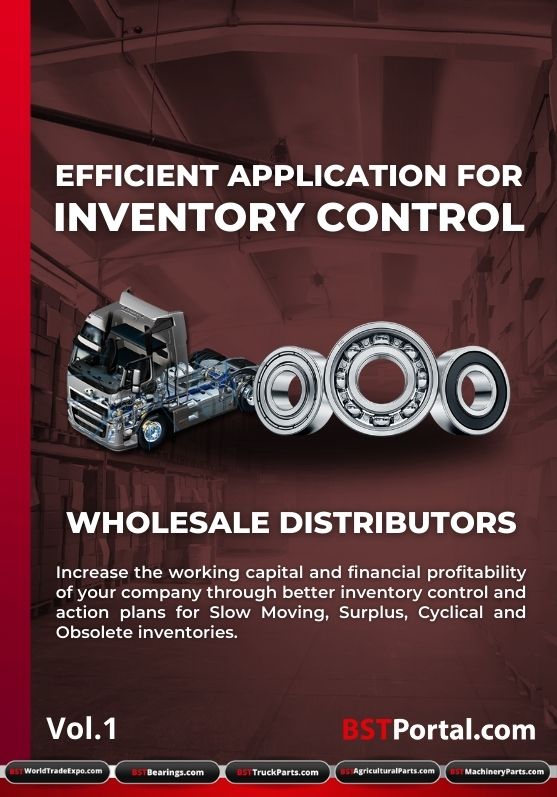 EFFICIENT APPLICATION FOR
INVENTORY CONTROL
WHOLESALE DISTRIBUTORS
Increase the working capital and financial profitability
of your company through better inventory control and
action plans for Slow Moving, Surplus, Cyclical and
Obsolete inventories.
Vol.1
BSTPortal.com
BSTWorldTradeExpo.com
BSTBearings.com
BSTTruckParts.com
BSTAgriculturalParts.com
BSTMachineryParts.com